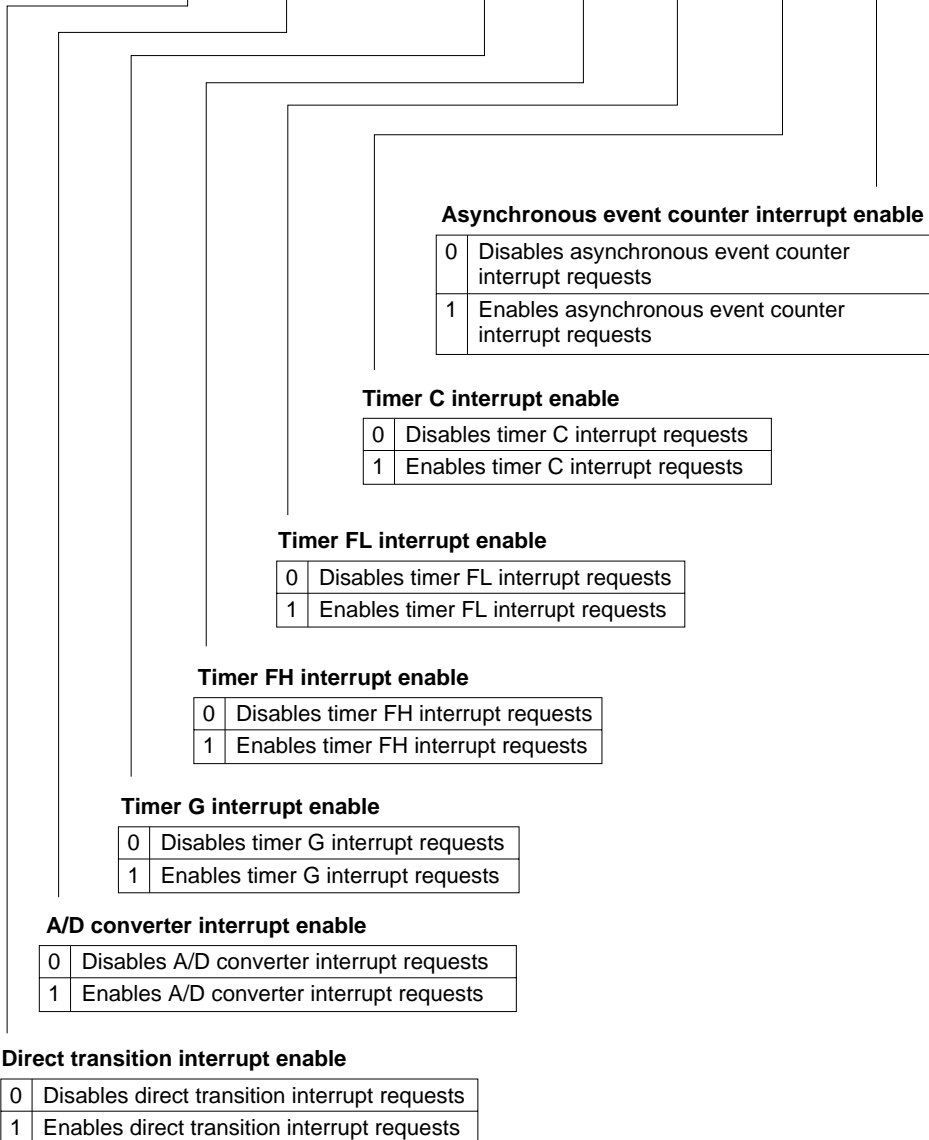 Asynchronous event counter interrupt enable
0 Disables asynchronous event counter
interrupt requests
1 Enables asynchronous event counter
interrupt requests
Timer C interrupt enable
0 Disables timer C interrupt requests
1 Enables timer C interrupt requests
Timer FL interrupt enable
0 Disables timer FL interrupt requests
1 Enables timer FL interrupt requests
Timer FH interrupt enable
0 Disables timer FH interrupt requests
1 Enables timer FH interrupt requests
Timer G interrupt enable
0 Disables timer G interrupt requests
1 Enables timer G interrupt requests
A/D converter interrupt enable
0 Disables A/D converter interrupt requests
1 Enables A/D converter interrupt requests
Direct transition interrupt enable
0 Disables direct transition interrupt requests
1 Enables direct transition interrupt requests